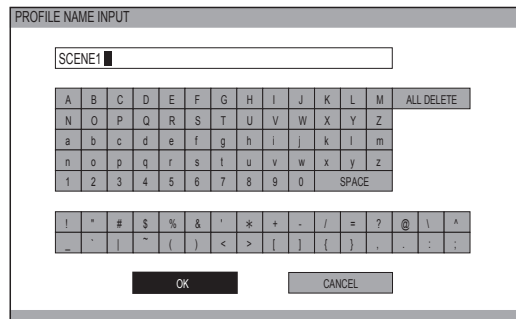 PROFILE NAME INPUT
SCENE1
A B C D E F G H I J K L M ALL DELETE
N O P Q R S T U V W X Y Z
a b c d e f g h i j k l m
n o p q r s t u v w x y z
1 2 3 4 5 6 7 8 9 0 SPACE
! " # $ % & ' * + - / = ? @ \ ^
_ ` | ~ ( ) < > [ ] { } , . : ;
OK CANCEL